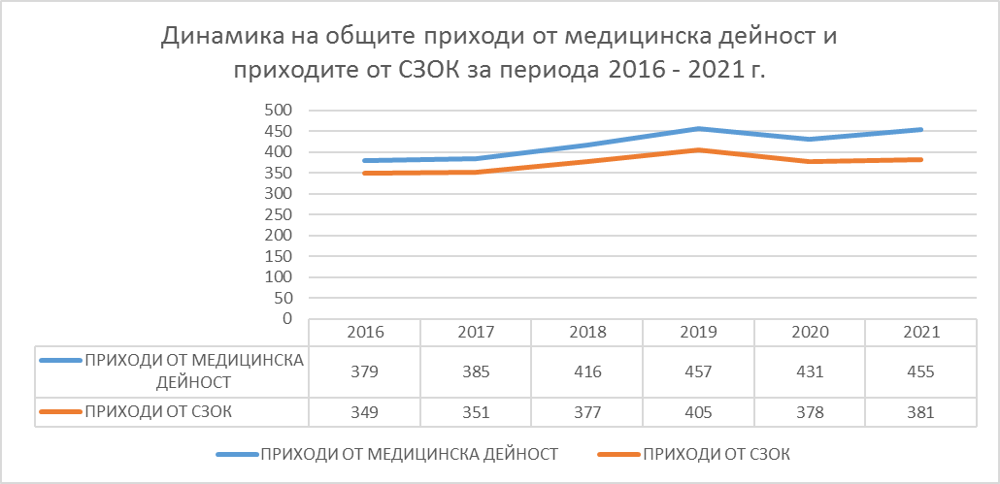 Динамика на общите приходи от медицинска дейност и
приходите от СЗОК за периода 2016 - 2021 г.
500
450
400
350
300
250
200
150
100
50
0
2016 2017 2018 2019 2020 2021
ПРИХОДИ ОТ МЕДИЦИНСКА
ДЕЙНОСТ 379 385 416 457 431 455
ПРИХОДИ ОТ СЗОК 349 351 377 405 378 381
ПРИХОДИ ОТ МЕДИЦИНСКА ДЕЙНОСТ ПРИХОДИ ОТ СЗОК